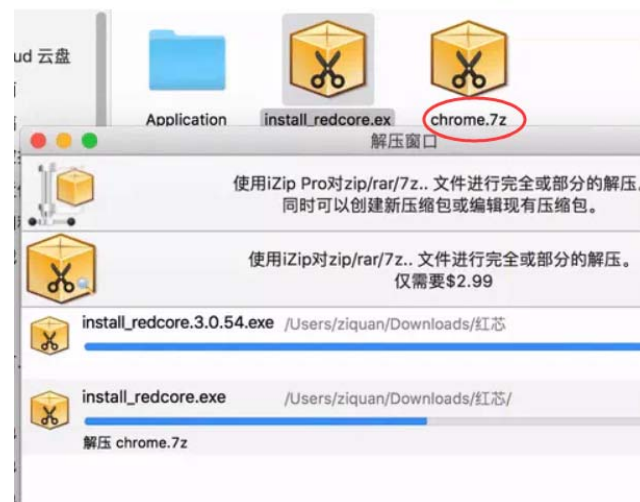 ud 云盘
Application
install_redcore.ex
chrome.7z
解压窗口
使用iZip Pro对zip/rar/7z.. 文件进行完全或部分的解压。
同时可以创建新压缩包或编辑现有压缩包。
使用iZip对zip/rar/7z.. 文件进行完全或部分的解压。
仅需要$2.99
install_redcore.3.0.54.exe /Users/ziquan/Downloads/红芯
install_redcore.exe /Users/ziquan/Downloads/红芯/
解压 chrome.7z